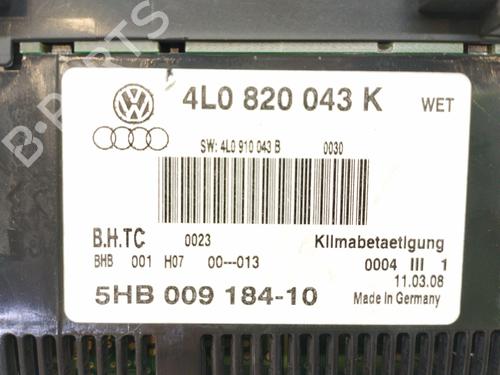 4L0 820 043 K WET
SW: 4L0 910 043 B 0030
B.H.TC 0023 Klimabetaetigung
BHB 001 H07 00---013 0004 III 1
11.03.08
5HB 009 184-10 Made in Germany
B-PARTS